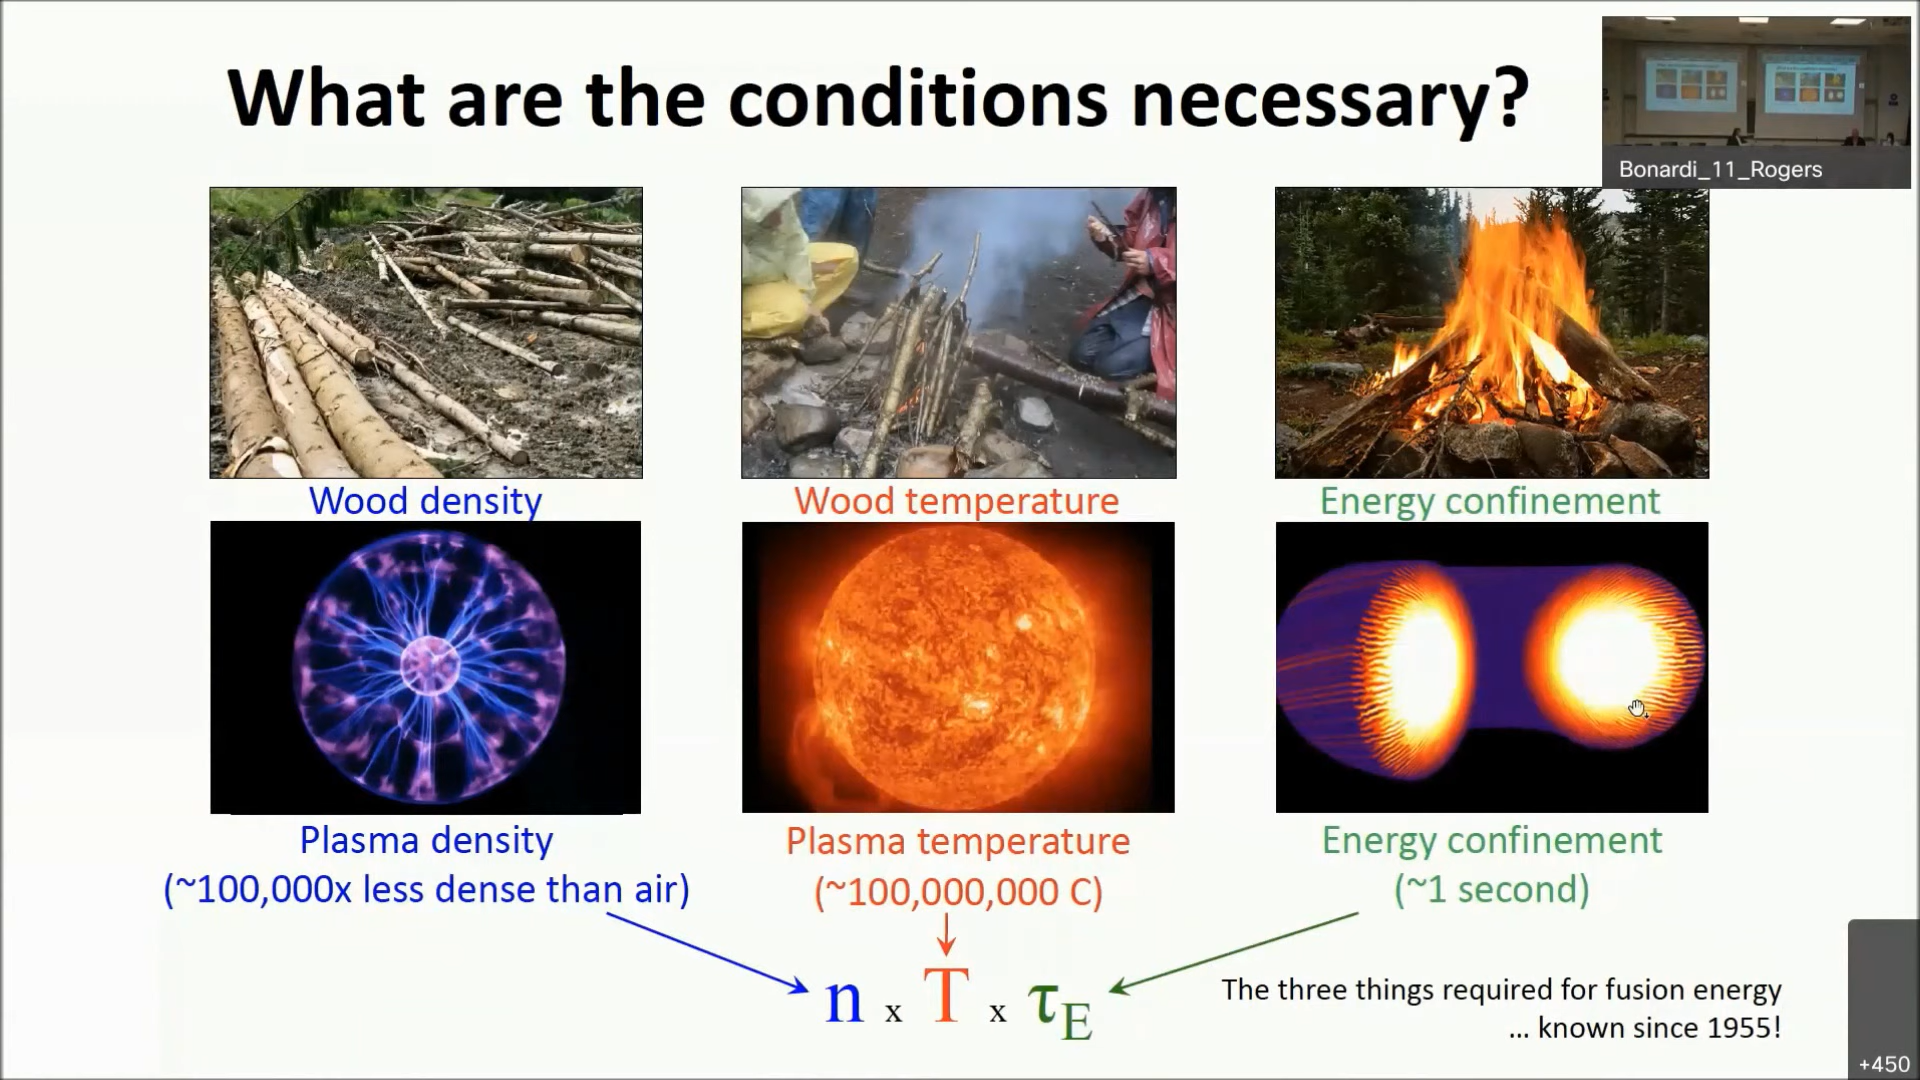 What are the conditions necessary?
Bonardi_11_Rogers
Wood density
Wood temperature
Energy confinement
Plasma density
(~100,000x less dense than air)
Plasma temperature
(~100,000,000 C)
Energy confinement
(~1 second)
n x T x τE
The three things required for fusion energy
... known since 1955!
+450